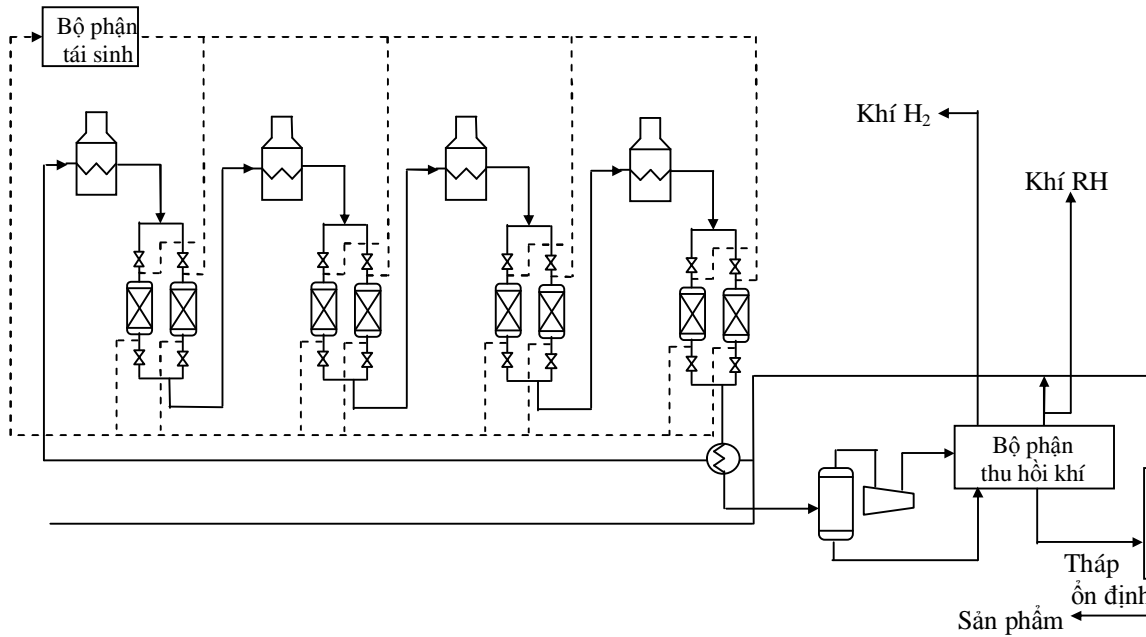 Bộ phận
tái sinh
Khí H₂
Khí RH
Bộ phận
thu hồi khí
Tháp
ổn định
Sản phẩm